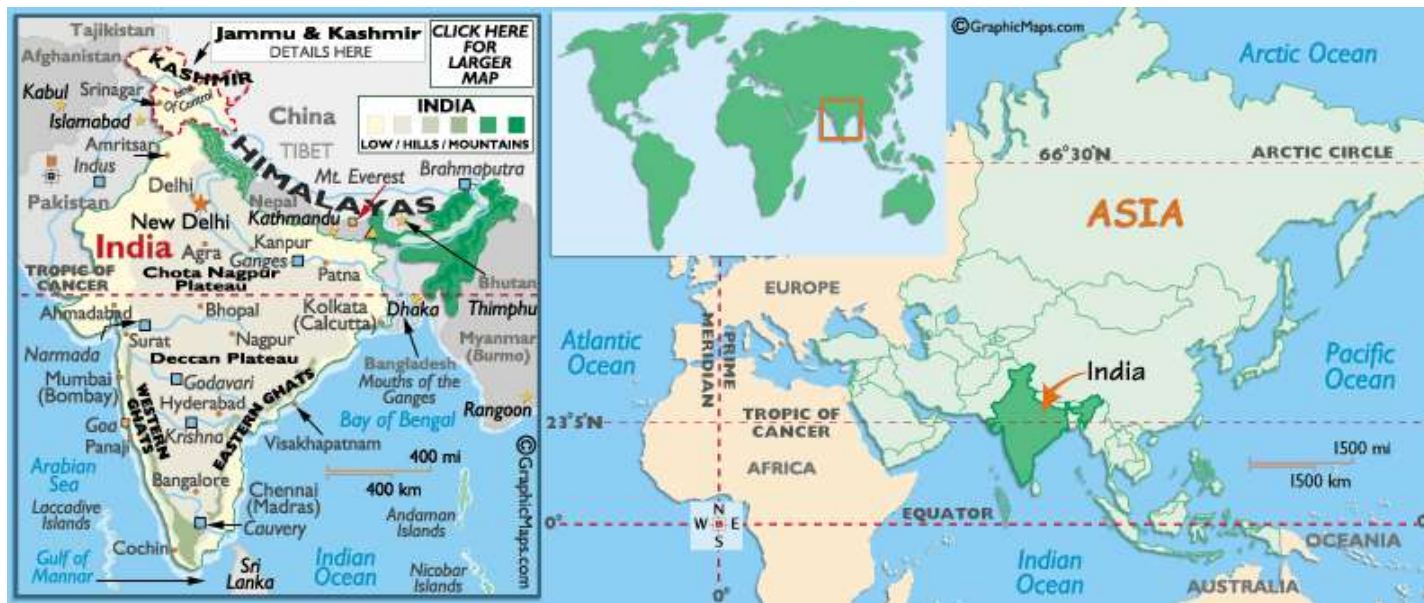 Tajikistan
Afghanistan
Jammu & Kashmir
DETAILS HERE
CLICK HERE
FOR
LARGER
MAP
KASHMIR
Line
Of Control
Srinagar
Kabul
Islamabad
China
TIBET
INDIA
LOW / HILLS / MOUNTAINS
Amritsar
Indus
HIMALAYAS
Mt. Everest
Brahmaputra
Delhi
Pakistan
Nepal
New Delhi
Kathmandu
India
Agra
Kanpur
Ganges
Patna
Chota Nagpur
Plateau
TROPIC OF
CANCER
Bhutan
Ahmadabad
Bhopal
Kolkata
(Calcutta)
Dhaka
Thimphu
Surat
Nagpur
Myanmar
(Burma)
Narmada
Deccan Plateau
Bangladesh
Mouths of the
Ganges
Mumbai
(Bombay)
Godavari
Hyderabad
WESTERN
GHATS
EASTERN GHATS
Bay of Bengal
Rangoon
Goa
Panaji
Krishna
Visakhapatnam
Arabian
Sea
400 mi
400 km
Bangalore
Laccadive
Islands
Chennai
(Madras)
Andaman
Islands
Cauvery
Cochin
Gulf of
Mannar
Sri
Lanka
Indian
Ocean
Nicobar
Islands
©GraphicMaps.com
©GraphicMaps.com
Arctic Ocean
66°30'N
ARCTIC CIRCLE
ASIA
EUROPE
Atlantic
Ocean
MERIDIAN
PRIME
Pacific
Ocean
India
23°5'N
TROPIC OF
CANCER
AFRICA
1500 mi
1500 km
N
W
E
S
0°
EQUATOR
0
OCEANIA
Indian
Ocean
AUSTRALIA
0°